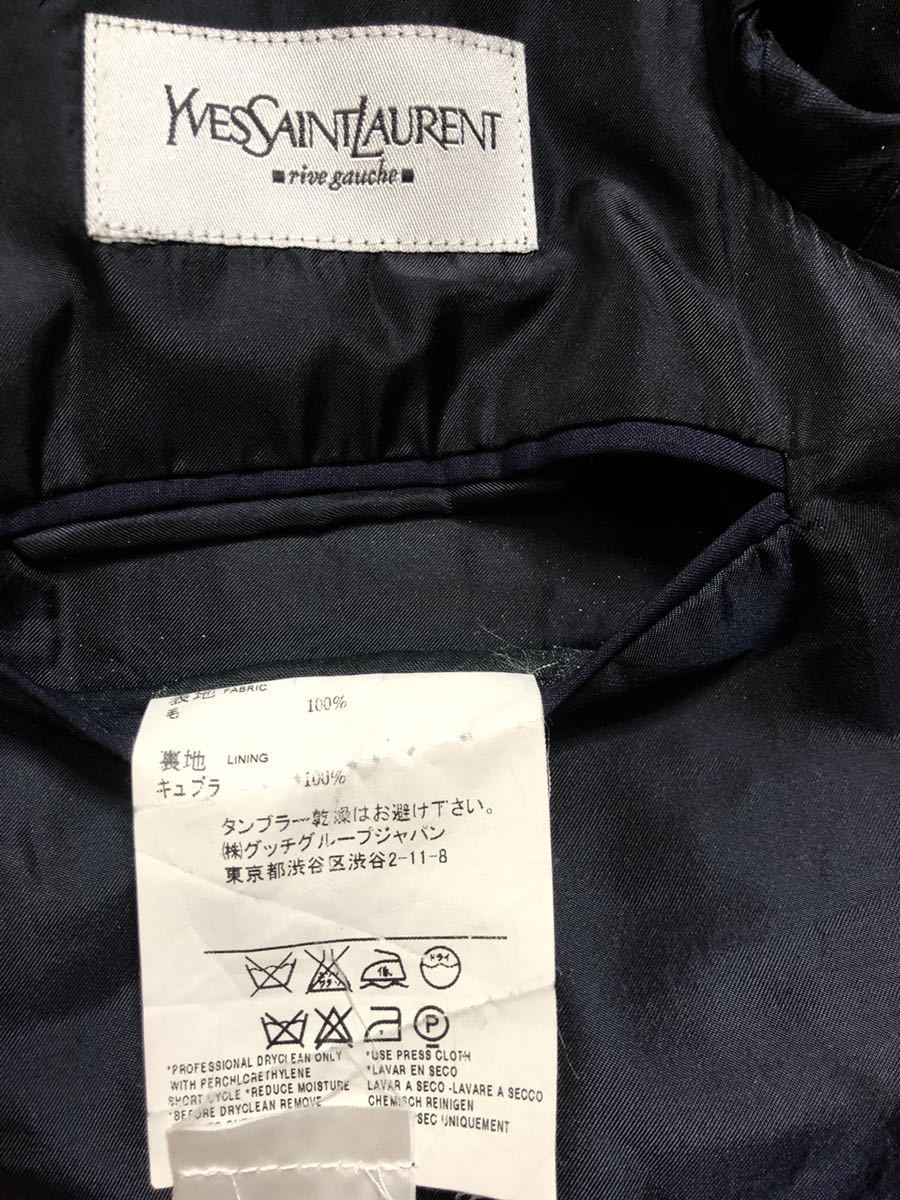 YVESSAINTLAURENT
rive gauche
表地 FABRIC
毛 100%
裏地 LINING
キュプラ 100%
タンブラー乾燥はお避け下さい。
㈱グッチグループジャパン
東京都渋谷区渋谷2-11-8
ドライ
P
*PROFESSIONAL DRYCLEAN ONLY
WITH PERCHLORETHYLENE
SHORT CYCLE *REDUCE MOISTURE
*BEFORE DRYCLEAN REMOVE
*USE PRESS CLOTH
*LAVAR EN SECO
LAVAR A SECO -LAVARE A SECCO
CHEMISCH REINIGEN
SEC UNIQUEMENT